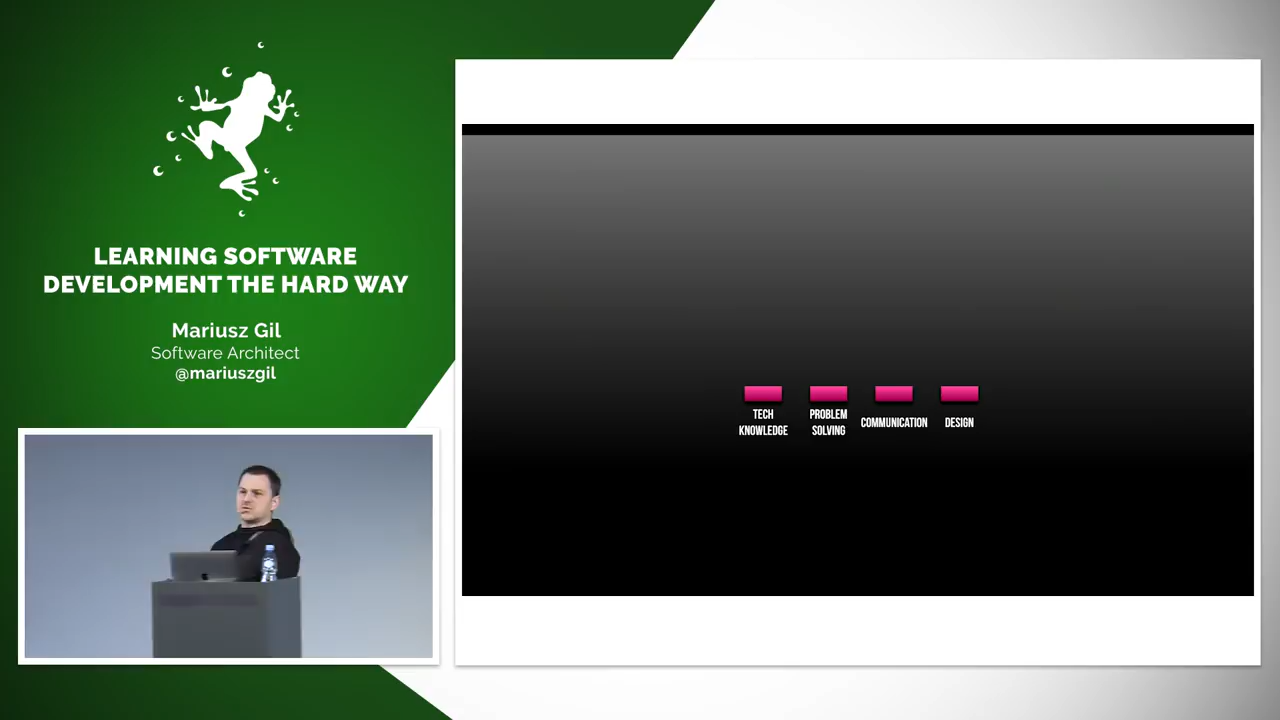 LEARNING SOFTWARE
DEVELOPMENT THE HARD WAY
Mariusz Gil
Software Architect
@mariuszgil
TECH
KNOWLEDGE
PROBLEM
SOLVING
COMMUNICATION
DESIGN